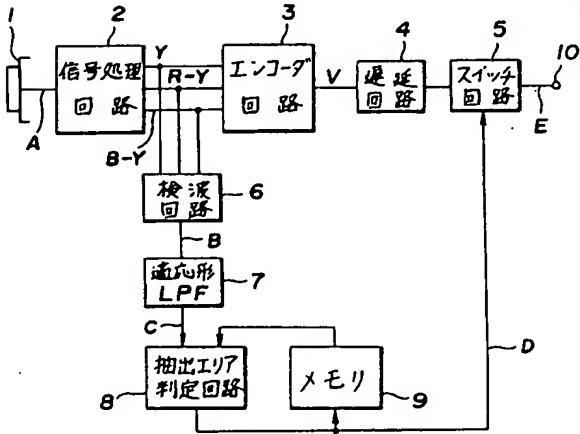 1
2
3
4
5
10
信号処理
回路
Y
R-Y
B-Y
エンコーダ
回路
V
遅延
回路
スイッチ
回路
A
E
検波
回路
6
B
適応形
LPF
7
C
D
抽出エリア
判定回路
8
メモリ
9